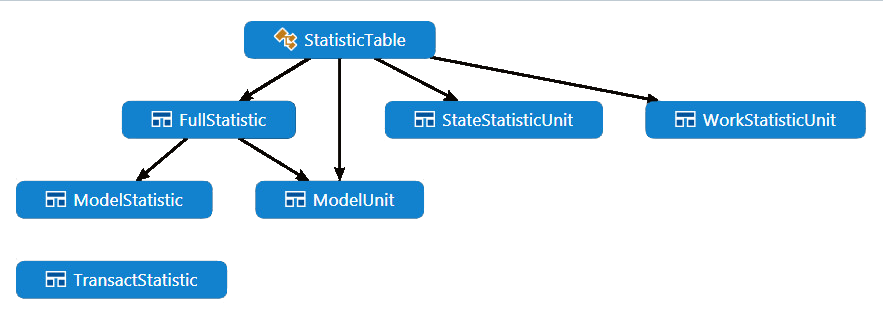 StatisticTable
FullStatistic
StateStatisticUnit
WorkStatisticUnit
ModelStatistic
ModelUnit
TransactStatistic